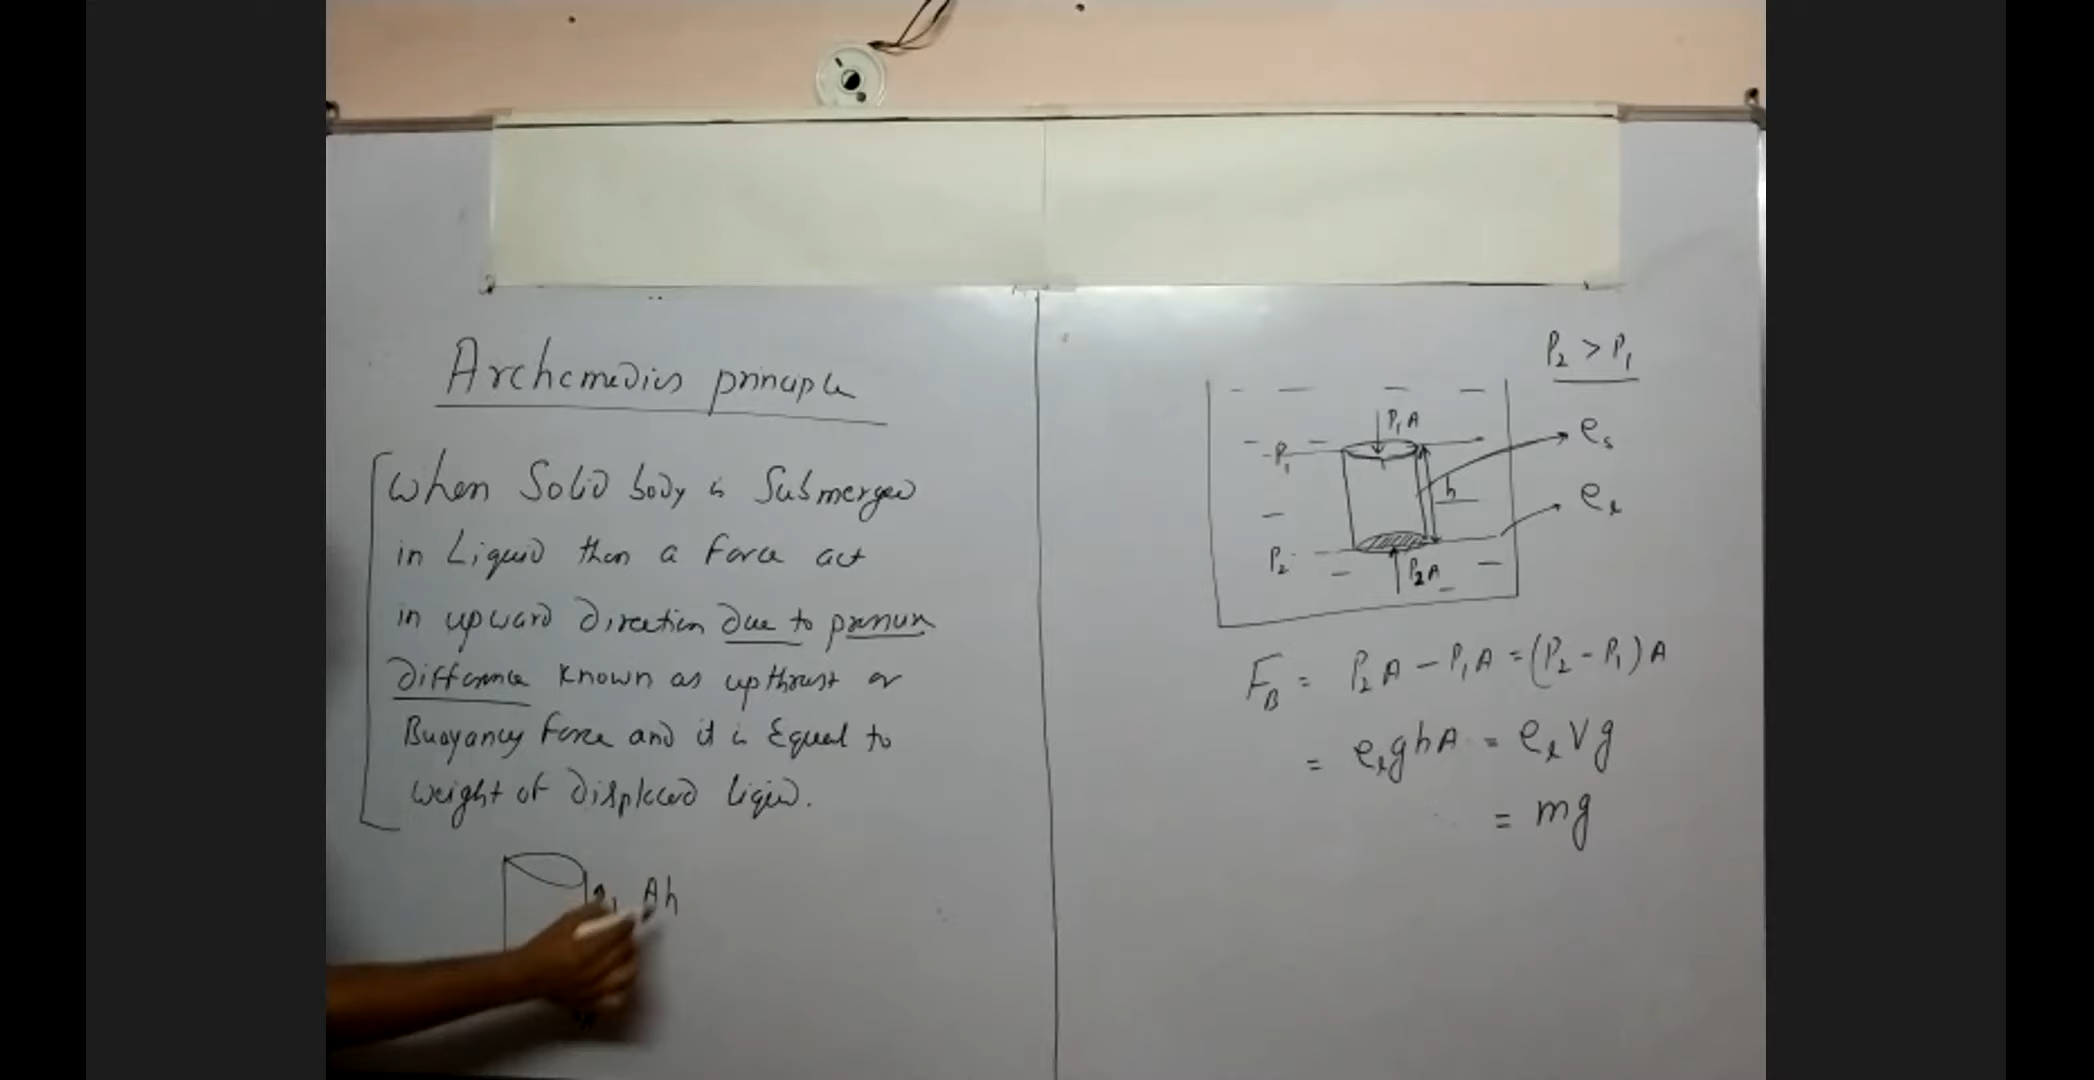 Archemedies principle
When Solid body is Submerged
in Liquid then a Force act
in upward direction due to pressure
difference known as upthrust or
Buoyancy Force and it is Equal to
weight of displaced liquid.
Ah
P₂ > P₁
P₁A
P₁
ρₛ
h
ρₗ
P₂
P₂A
F_B = P₂A - P₁A = (P₂ - P₁)A
= ρₗghA = ρₗVg
= mg